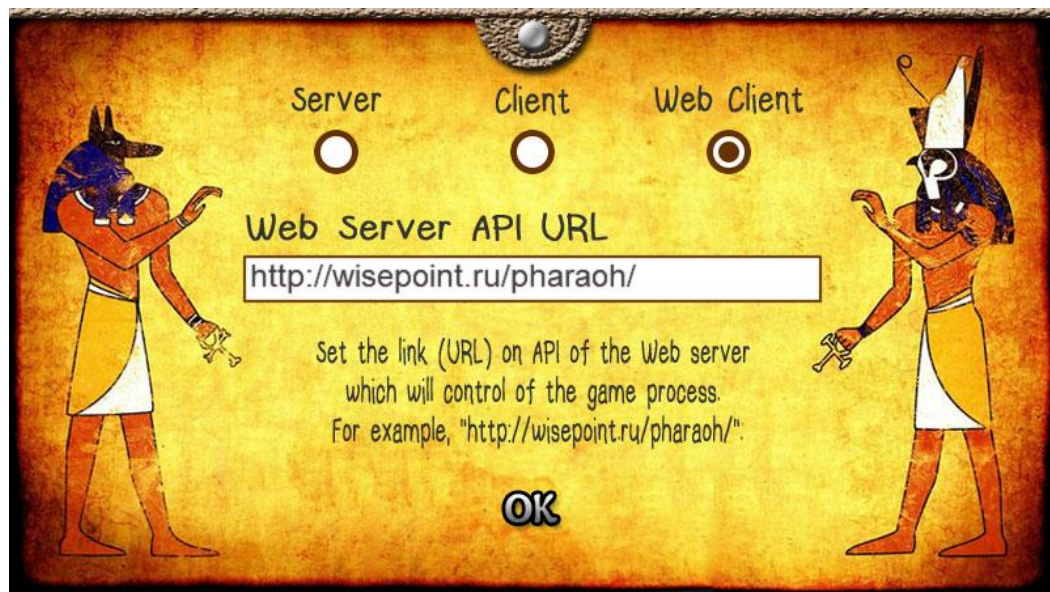 Server Client Web Client
Web Server API URL
http://wisepoint.ru/pharaoh/
Set the link (URL) on API of the Web server
which will control of the game process.
For example, "http://wisepoint.ru/pharaoh/".
OK